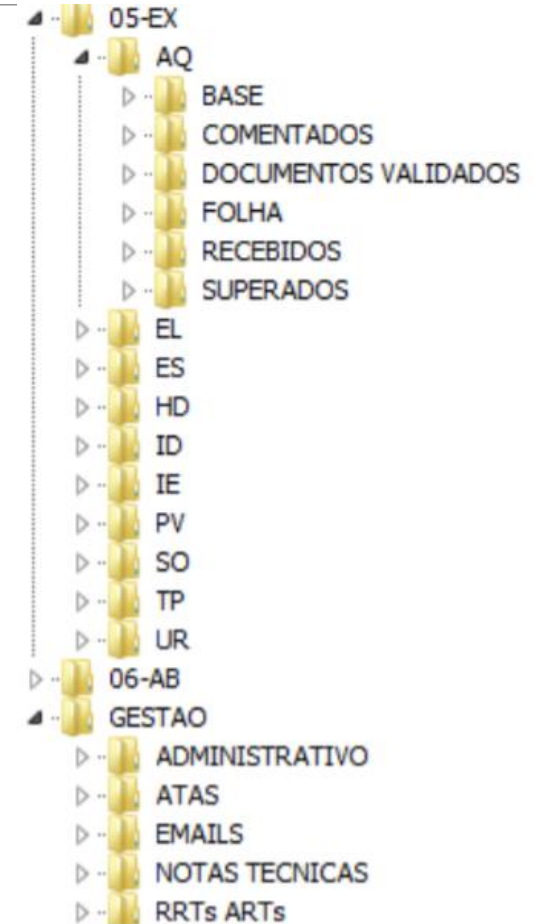 05-EX
AQ
BASE
COMENTADOS
DOCUMENTOS VALIDADOS
FOLHA
RECEBIDOS
SUPERADOS
EL
ES
HD
ID
IE
PV
SO
TP
UR
06-AB
GESTAO
ADMINISTRATIVO
ATAS
EMAILS
NOTAS TECNICAS
RRTs ARTs